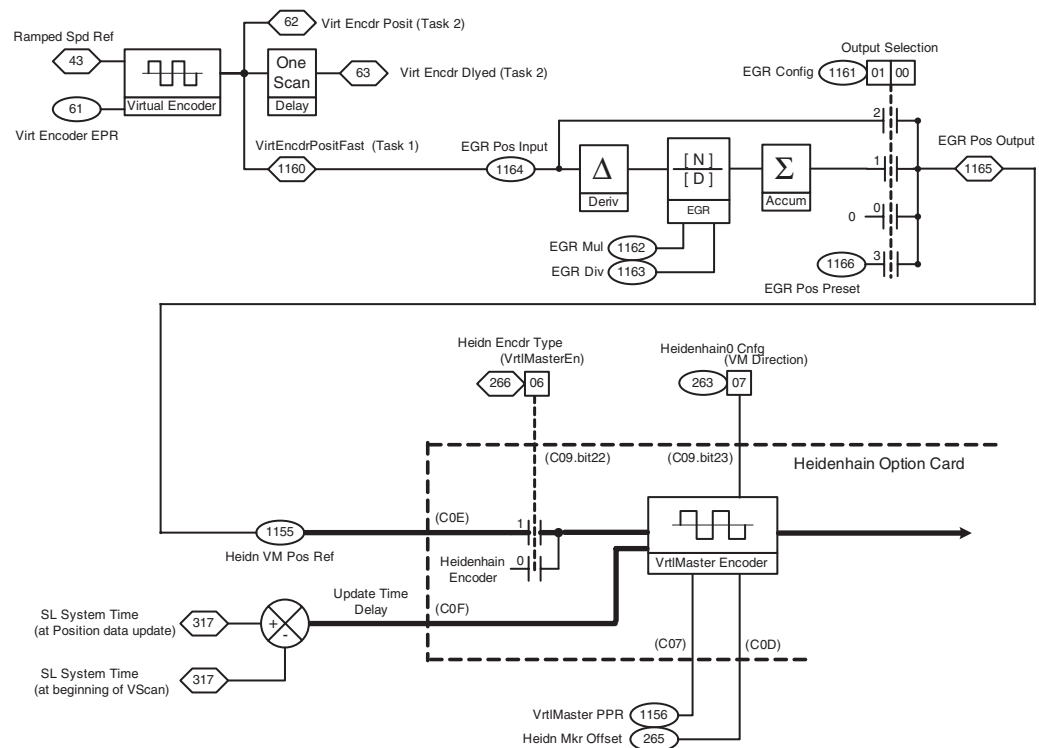 Ramped Spd Ref
43
61
Virt Encoder EPR
Virtual Encoder
62
Virt Encdr Posit (Task 2)
One
Scan
Delay
63
Virt Encdr Dlyed (Task 2)
VirtEncdrPositFast (Task 1)
1160
EGR Pos Input
1164
Δ
Deriv
[ N ]
[ D ]
EGR
Σ
Accum
EGR Mul
1162
EGR Div
1163
Output Selection
EGR Config
1161
01
00
2
1
0
0
3
1166
EGR Pos Preset
EGR Pos Output
1165
Heidn Encdr Type
(VrtlMasterEn)
266
06
Heidenhain0 Cnfg
(VM Direction)
263
07
(C09.bit22)
(C09.bit23)
Heidenhain Option Card
1155
Heidn VM Pos Ref
(C0E)
1
Heidenhain
Encoder
0
VrtlMaster Encoder
SL System Time
(at Position data update)
317
+
-
Update Time
Delay
(C0F)
SL System Time
(at beginning of VScan)
317
(C07)
(C0D)
VrtlMaster PPR
1156
Heidn Mkr Offset
265